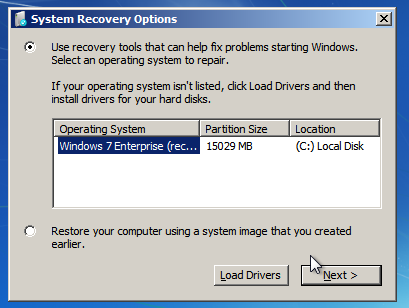 System Recovery Options
Use recovery tools that can help fix problems starting Windows.
Select an operating system to repair.
If your operating system isn't listed, click Load Drivers and then
install drivers for your hard disks.
Operating System Partition Size Location
Windows 7 Enterprise (rec... 15029 MB (C:) Local Disk
Restore your computer using a system image that you created
earlier.
Load Drivers Next >